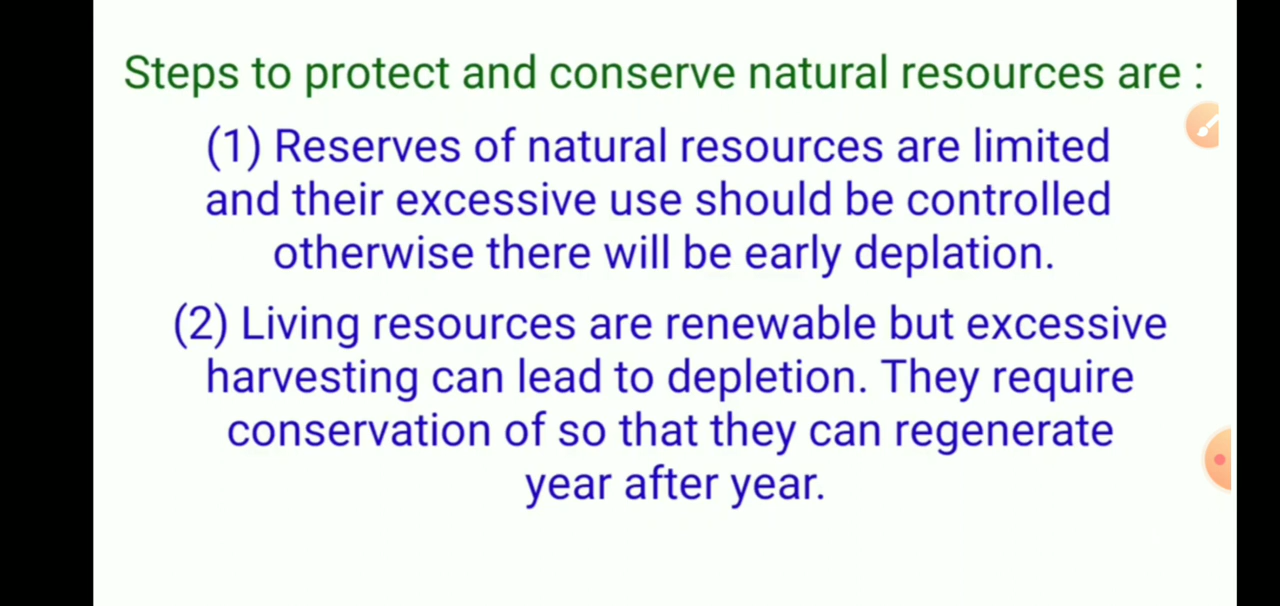 Steps to protect and conserve natural resources are :
(1) Reserves of natural resources are limited
and their excessive use should be controlled
otherwise there will be early deplation.
(2) Living resources are renewable but excessive
harvesting can lead to depletion. They require
conservation of so that they can regenerate
year after year.